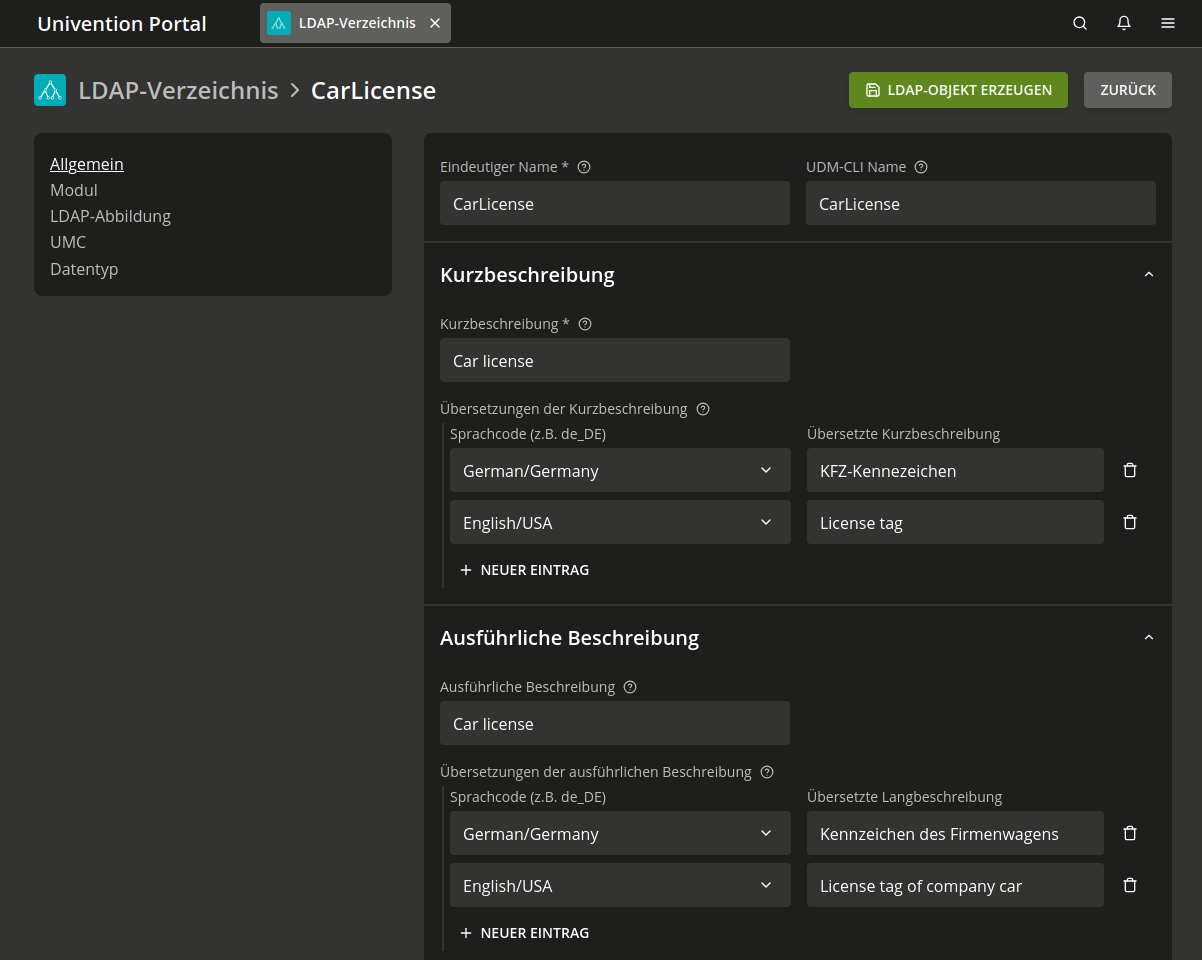 Univention Portal
LDAP-Verzeichnis
LDAP-Verzeichnis > CarLicense
LDAP-OBJEKT ERZEUGEN
ZURÜCK
Allgemein
Modul
LDAP-Abbildung
UMC
Datentyp
Eindeutiger Name *
UDM-CLI Name
CarLicense
CarLicense
Kurzbeschreibung
Kurzbeschreibung *
Car license
Übersetzungen der Kurzbeschreibung
Sprachcode (z.B. de_DE)
Übersetzte Kurzbeschreibung
German/Germany
KFZ-Kennezeichen
English/USA
License tag
+ NEUER EINTRAG
Ausführliche Beschreibung
Ausführliche Beschreibung
Car license
Übersetzungen der ausführlichen Beschreibung
Sprachcode (z.B. de_DE)
Übersetzte Langbeschreibung
German/Germany
Kennzeichen des Firmenwagens
English/USA
License tag of company car
+ NEUER EINTRAG